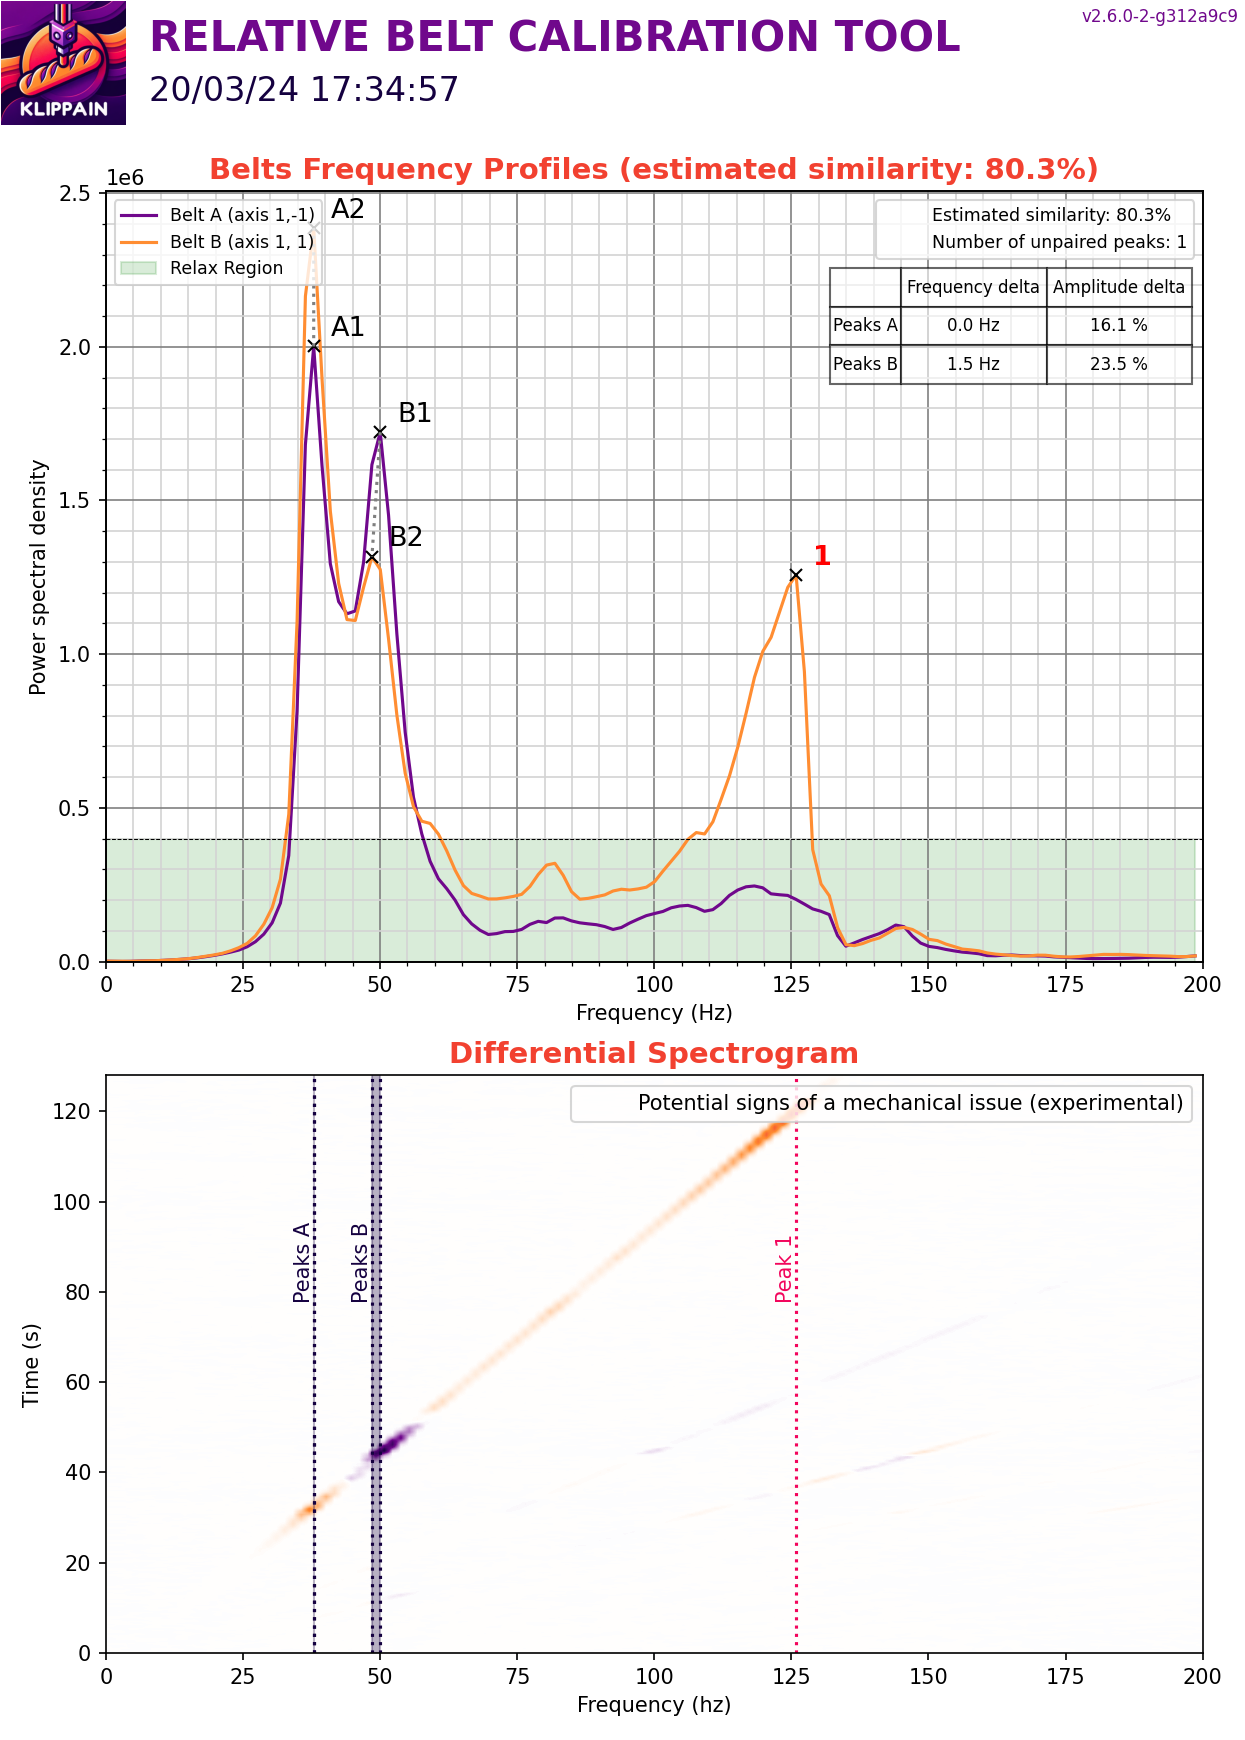 v2.6.0-2-g312a9c9
RELATIVE BELT CALIBRATION TOOL
20/03/24 17:34:57
KLIPPAIN
Belts Frequency Profiles (estimated similarity: 80.3%)
1e6
Belt A (axis 1,-1)
Belt B (axis 1, 1)
Relax Region
A2
A1
B1
B2
1
Estimated similarity: 80.3%
Number of unpaired peaks: 1
Frequency delta Amplitude delta
Peaks A 0.0 Hz 16.1 %
Peaks B 1.5 Hz 23.5 %
2.5
2.0
1.5
1.0
0.5
0.0
Power spectral density
0 25 50 75 100 125 150 175 200
Frequency (Hz)
Differential Spectrogram
Potential signs of a mechanical issue (experimental)
Peaks A
Peaks B
Peak 1
120
100
80
60
40
20
0
Time (s)
0 25 50 75 100 125 150 175 200
Frequency (hz)